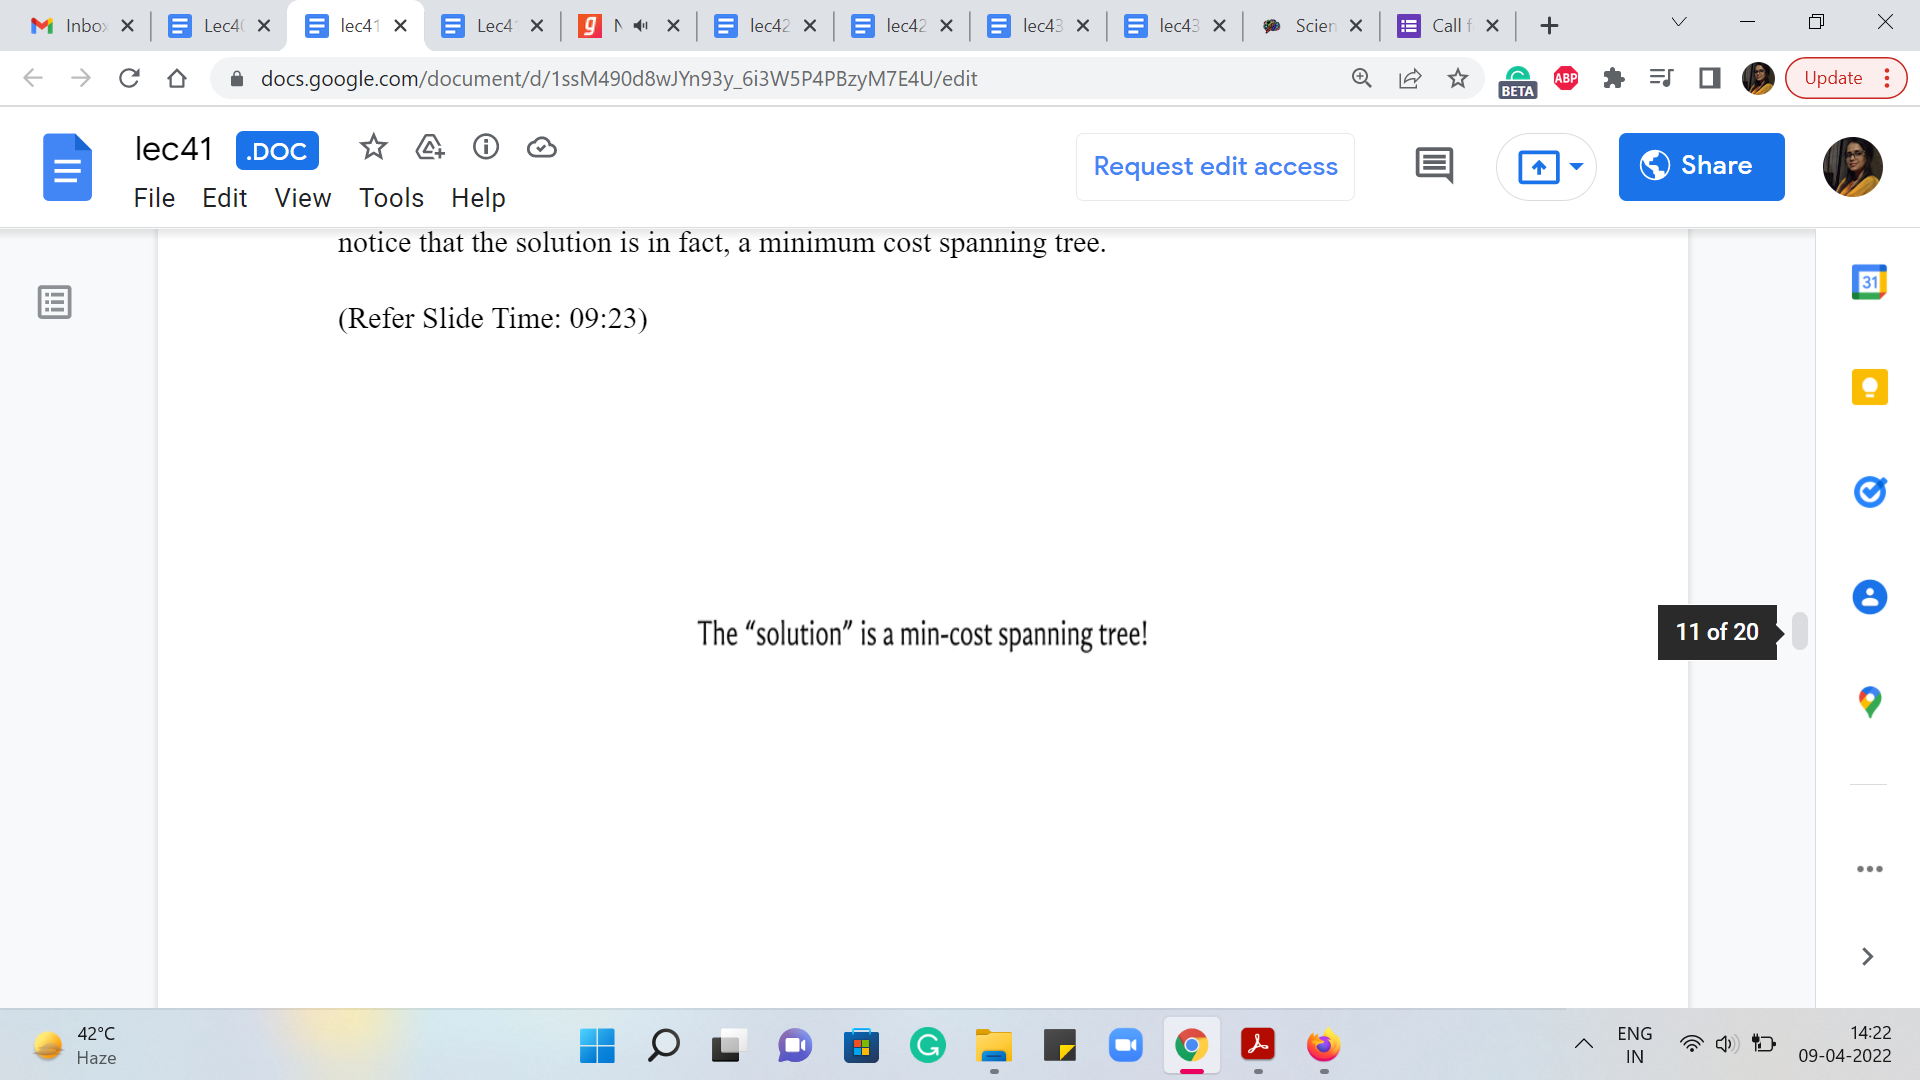 Inbox
Lec40
lec41
Lec41
N
lec42
lec42
lec43
lec43
Scien
Call f
docs.google.com/document/d/1ssM490d8wJYn93y_6i3W5P4PBzyM7E4U/edit
BETA
ABP
Update
lec41
.DOC
File Edit View Tools Help
Request edit access
Share
notice that the solution is in fact, a minimum cost spanning tree.
(Refer Slide Time: 09:23)
The “solution” is a min-cost spanning tree!
11 of 20
31
42°C
Haze
ENG
IN
14:22
09-04-2022